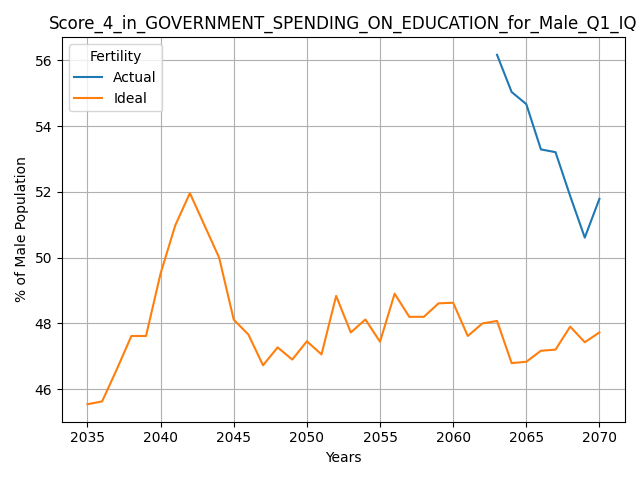 Score_4_in_GOVERNMENT_SPENDING_ON_EDUCATION_for_Male_Q1_IQ
Fertility
Actual
Ideal
% of Male Population
56
54
52
50
48
46
2035
2040
2045
2050
2055
2060
2065
2070
Years